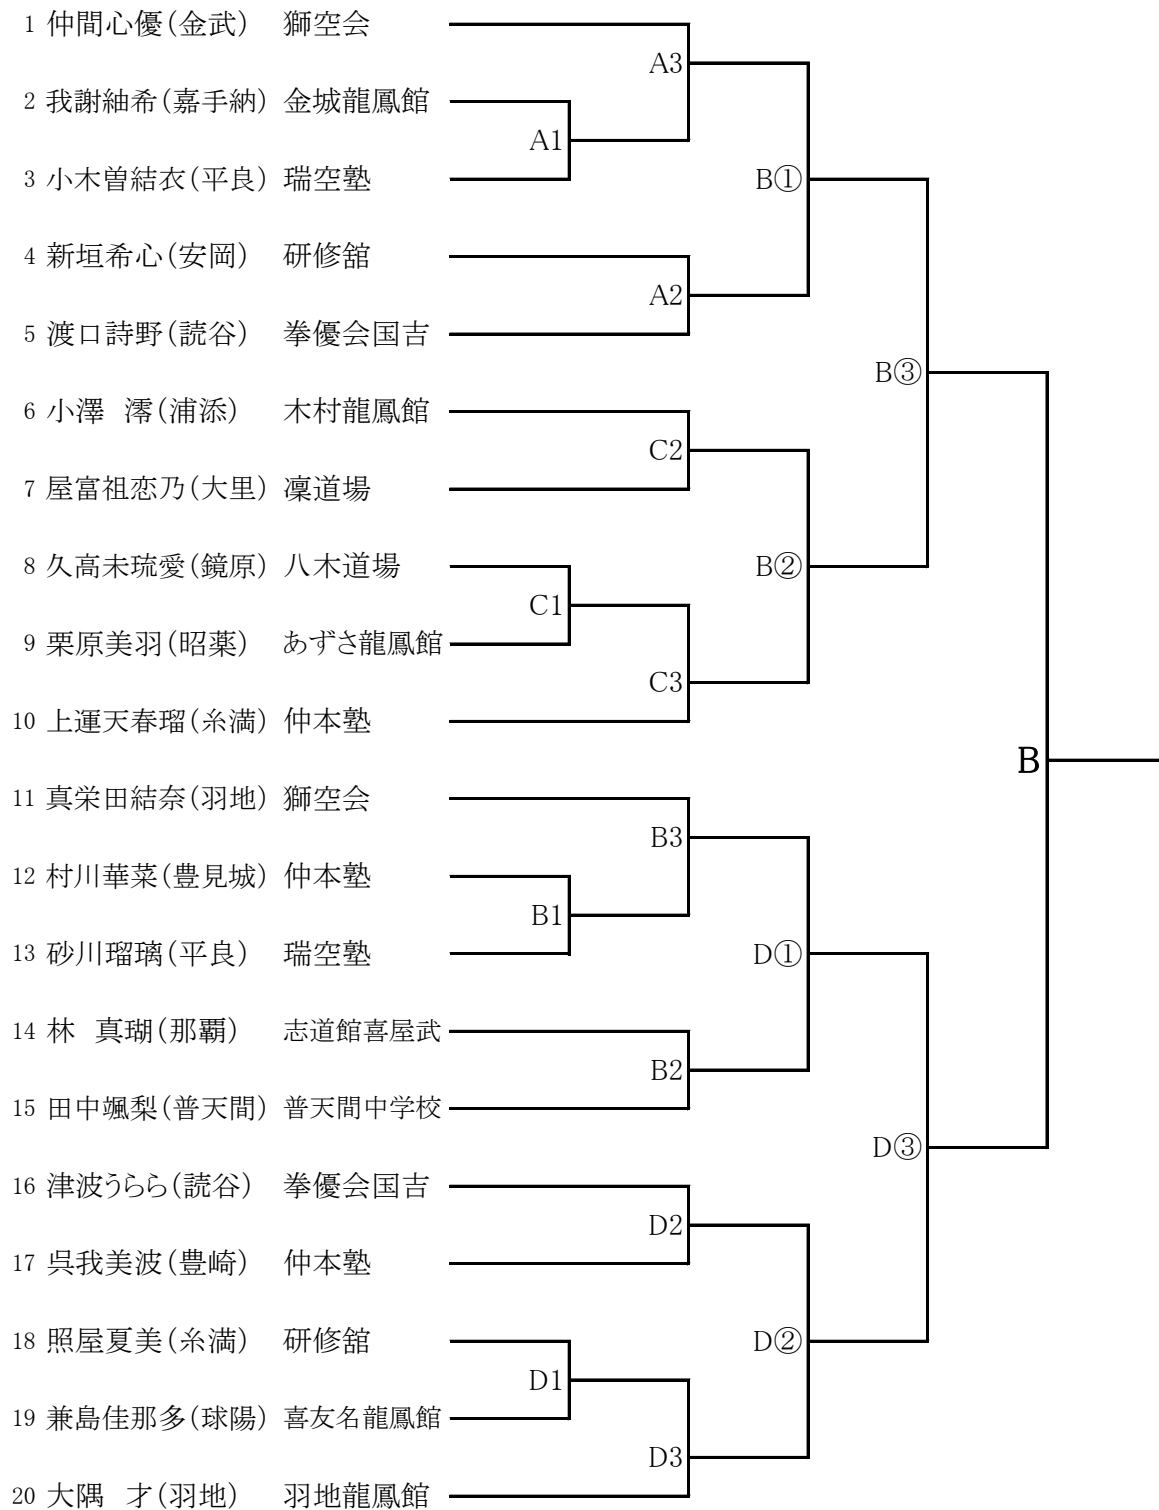 1 仲間心優(金武) 獅空会
A3
2 我謝紬希(嘉手納) 金城龍鳳館
A1
3 小木曽結衣(平良) 瑞空塾
B①
4 新垣希心(安岡) 研修舘
A2
5 渡口詩野(読谷) 拳優会国吉
B③
6 小澤 澪(浦添) 木村龍鳳館
C2
7 屋富祖恋乃(大里) 凜道場
8 久高未琉愛(鏡原) 八木道場
B②
C1
9 栗原美羽(昭薬) あずさ龍鳳館
C3
10 上運天春瑠(糸満) 仲本塾
B
11 真栄田結奈(羽地) 獅空会
B3
12 村川華菜(豊見城) 仲本塾
B1
13 砂川瑠璃(平良) 瑞空塾
D①
14 林 真瑚(那覇) 志道館喜屋武
B2
15 田中颯梨(普天間) 普天間中学校
D③
16 津波うらら(読谷) 拳優会国吉
D2
17 呉我美波(豊崎) 仲本塾
18 照屋夏美(糸満) 研修舘
D②
D1
19 兼島佳那多(球陽) 喜友名龍鳳館
D3
20 大隅 才(羽地) 羽地龍鳳館